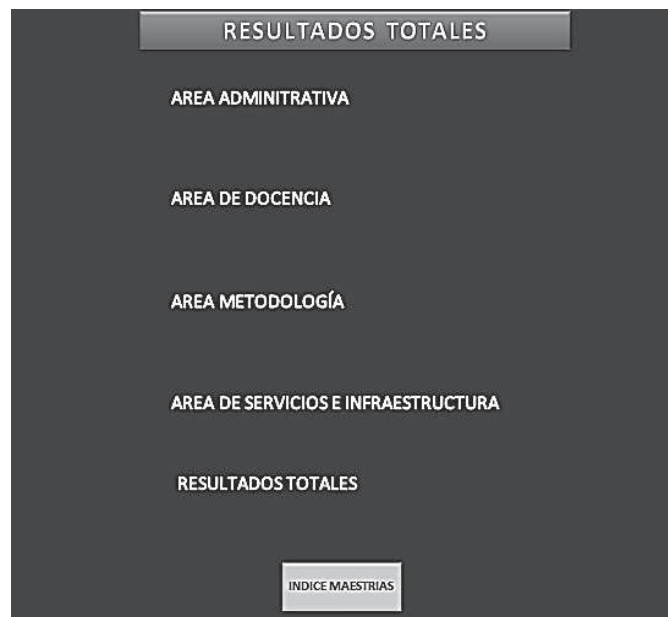 RESULTADOS TOTALES
AREA ADMINITRATIVA
AREA DE DOCENCIA
AREA METODOLOGÍA
AREA DE SERVICIOS E INFRAESTRUCTURA
RESULTADOS TOTALES
INDICE MAESTRIAS